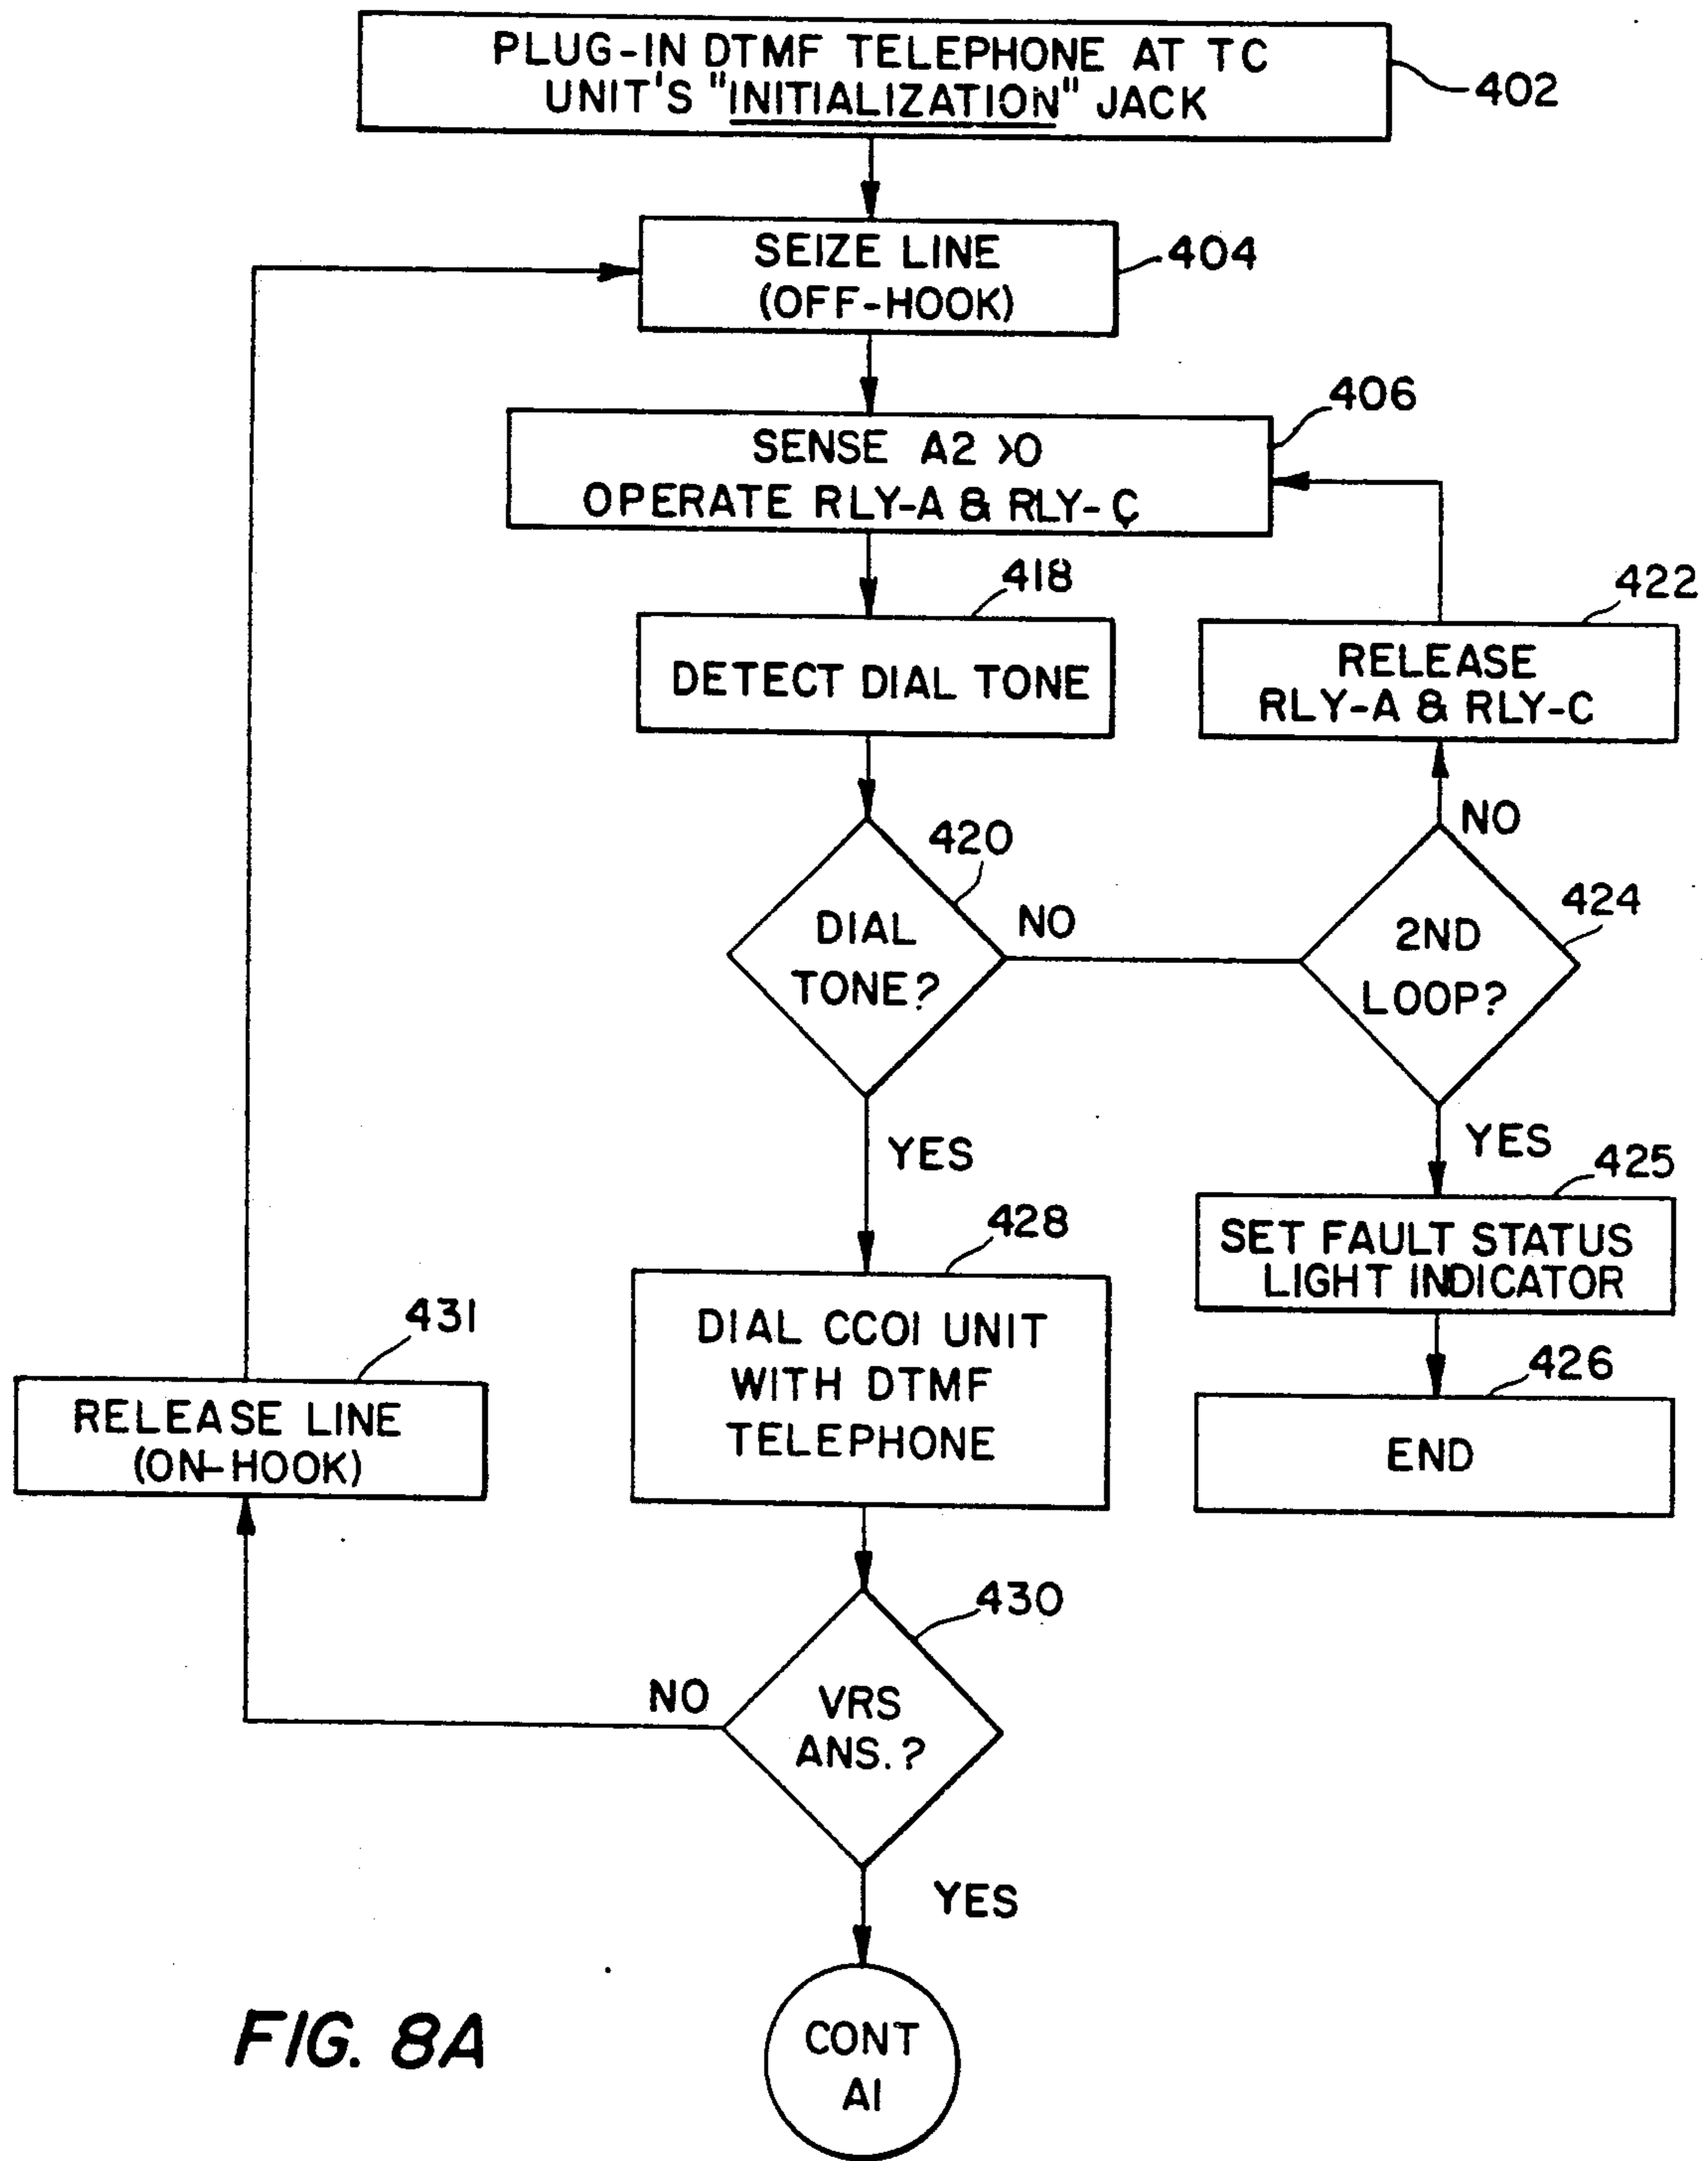 PLUG-IN DTMF TELEPHONE AT TC
UNIT'S "INITIALIZATION" JACK
402
SEIZE LINE
(OFF-HOOK)
404
406
SENSE A2 >0
OPERATE RLY-A & RLY-C
418
DETECT DIAL TONE
422
RELEASE
RLY-A & RLY-C
NO
420
DIAL
TONE?
NO
424
2ND
LOOP?
YES
YES
425
SET FAULT STATUS
LIGHT INDICATOR
428
DIAL CCOI UNIT
WITH DTMF
TELEPHONE
431
RELEASE LINE
(ON-HOOK)
426
END
430
VRS
ANS.?
NO
YES
CONT
A1
FIG. 8A